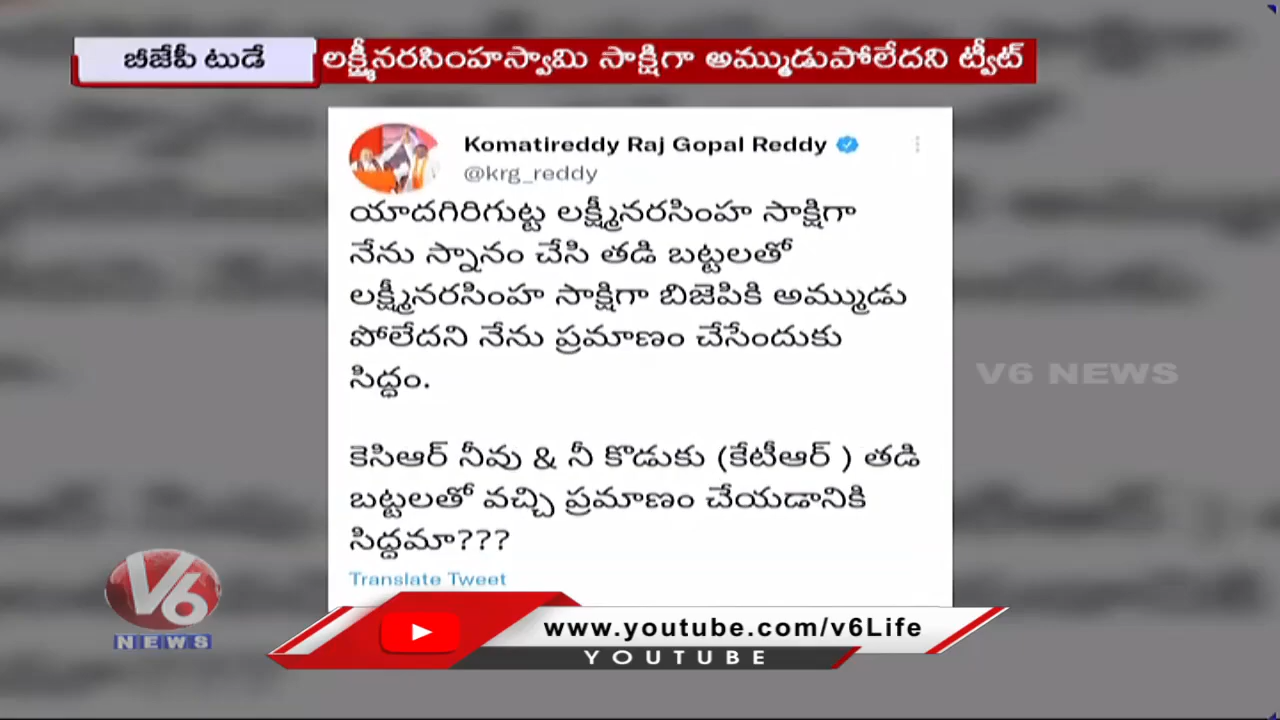 బీజేపీ టుడే
లక్ష్మీనరసింహస్వామి సాక్షిగా అమ్ముడుపోలేదని ట్వీట్
Komatireddy Raj Gopal Reddy
@krg_reddy
యాదగిరిగుట్ట లక్ష్మీనరసింహ సాక్షిగా
నేను స్నానం చేసి తడి బట్టలతో
లక్ష్మీనరసింహ సాక్షిగా బిజెపికి అమ్ముడు
పోలేదని నేను ప్రమాణం చేసేందుకు
సిద్ధం.
కెసిఆర్ నీవు & నీ కొడుకు (కేటీఆర్ ) తడి
బట్టలతో వచ్చి ప్రమాణం చేయడానికి
సిద్దమా???
Translate Tweet
V6 NEWS
V6
NEWS
www.youtube.com/v6Life
YOUTUBE